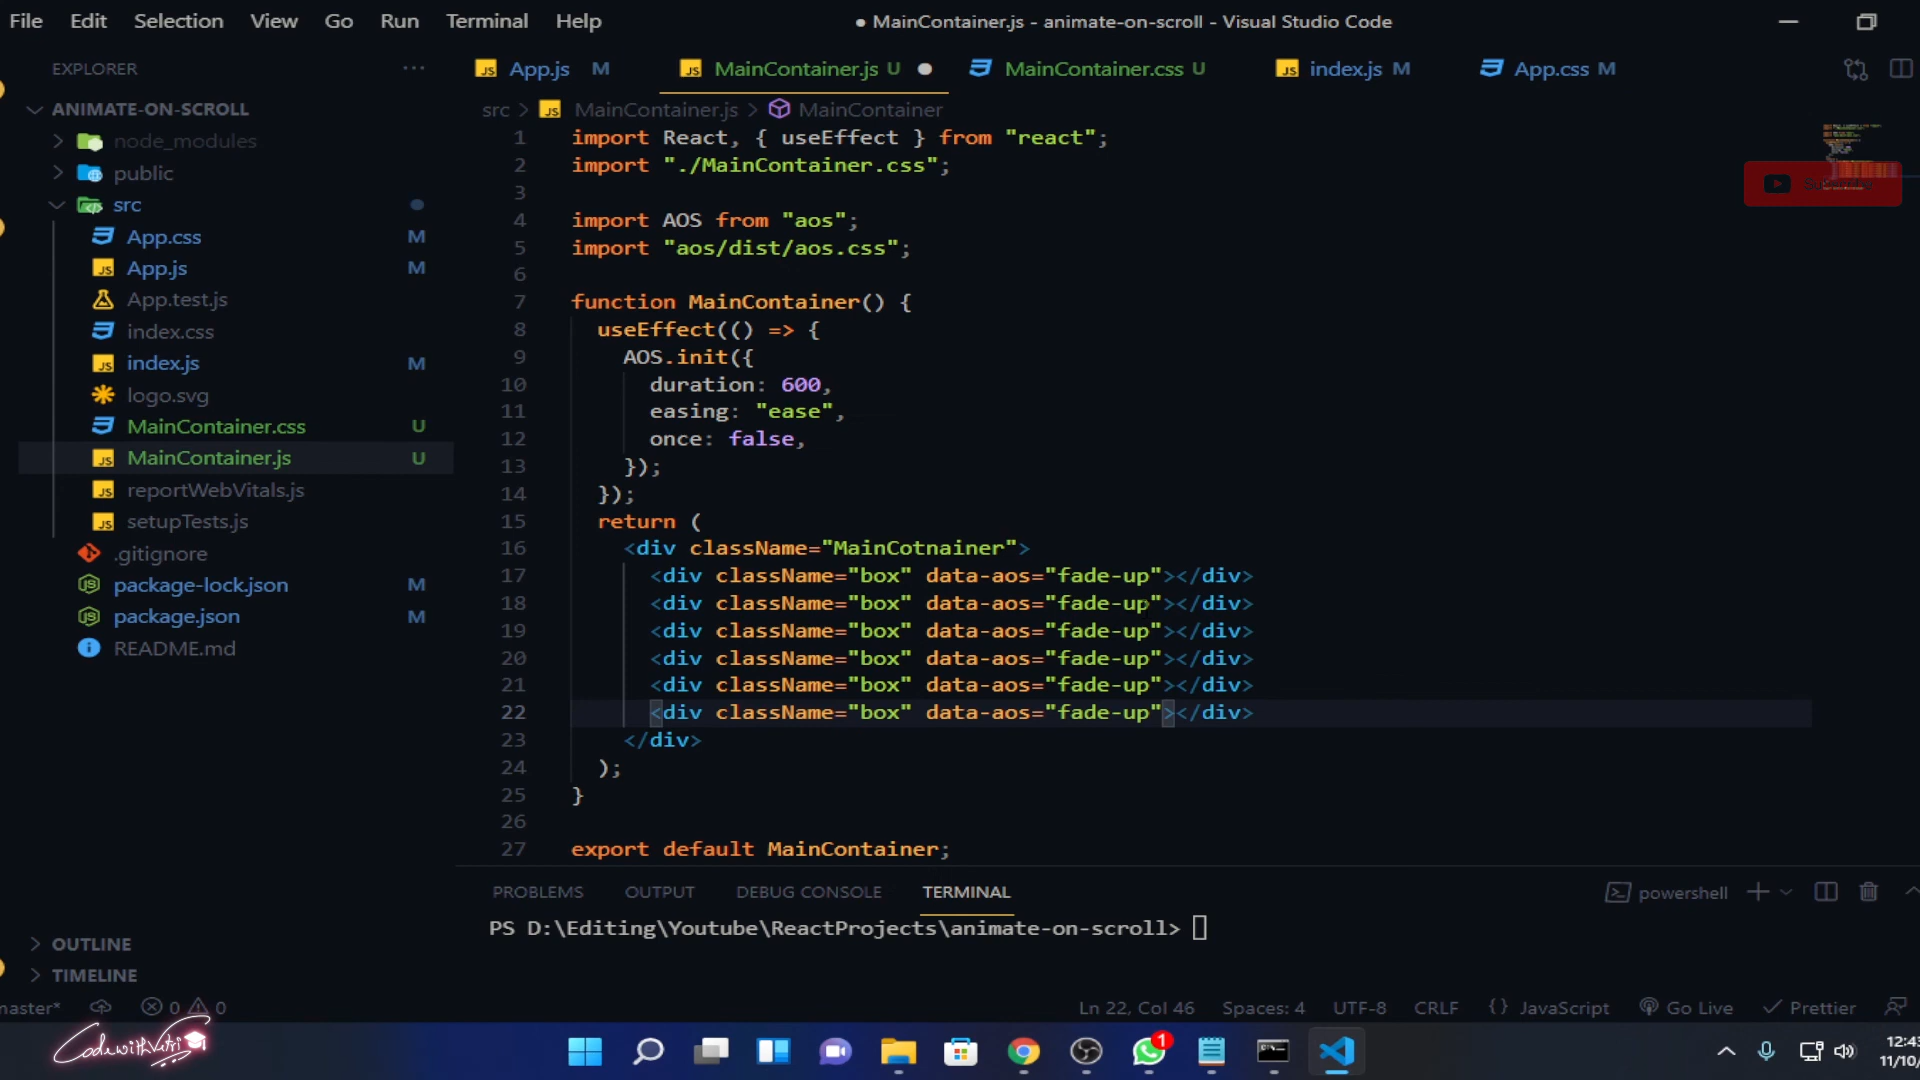 File Edit Selection View Go Run Terminal Help
● MainContainer.js - animate-on-scroll - Visual Studio Code
EXPLORER ···
App.js M
MainContainer.js U
MainContainer.css U
index.js M
App.css M
ANIMATE-ON-SCROLL
node_modules
public
src
App.css M
App.js M
App.test.js
index.css
index.js M
logo.svg
MainContainer.css U
MainContainer.js U
reportWebVitals.js
setupTests.js
.gitignore
package-lock.json M
package.json M
README.md
OUTLINE
TIMELINE
src > MainContainer.js > MainContainer
1 import React, { useEffect } from "react";
2 import "./MainContainer.css";
3
4 import AOS from "aos";
5 import "aos/dist/aos.css";
6
7 function MainContainer() {
8 useEffect(() => {
9 AOS.init({
10 duration: 600,
11 easing: "ease",
12 once: false,
13 });
14 });
15 return (
16 <div className="MainCotnainer">
17 <div className="box" data-aos="fade-up"></div>
18 <div className="box" data-aos="fade-up"></div>
19 <div className="box" data-aos="fade-up"></div>
20 <div className="box" data-aos="fade-up"></div>
21 <div className="box" data-aos="fade-up"></div>
22 <div className="box" data-aos="fade-up"></div>
23 </div>
24 );
25 }
26
27 export default MainContainer;
PROBLEMS OUTPUT DEBUG CONSOLE TERMINAL
powershell
PS D:\Editing\Youtube\ReactProjects\animate-on-scroll>
0 0
Ln 22, Col 46 Spaces: 4 UTF-8 CRLF {} JavaScript Go Live Prettier
1